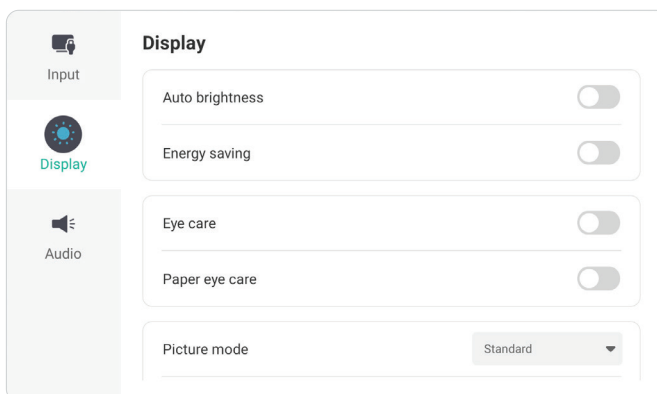 Input
Display
Audio
Display
Auto brightness
Energy saving
Eye care
Paper eye care
Picture mode
Standard